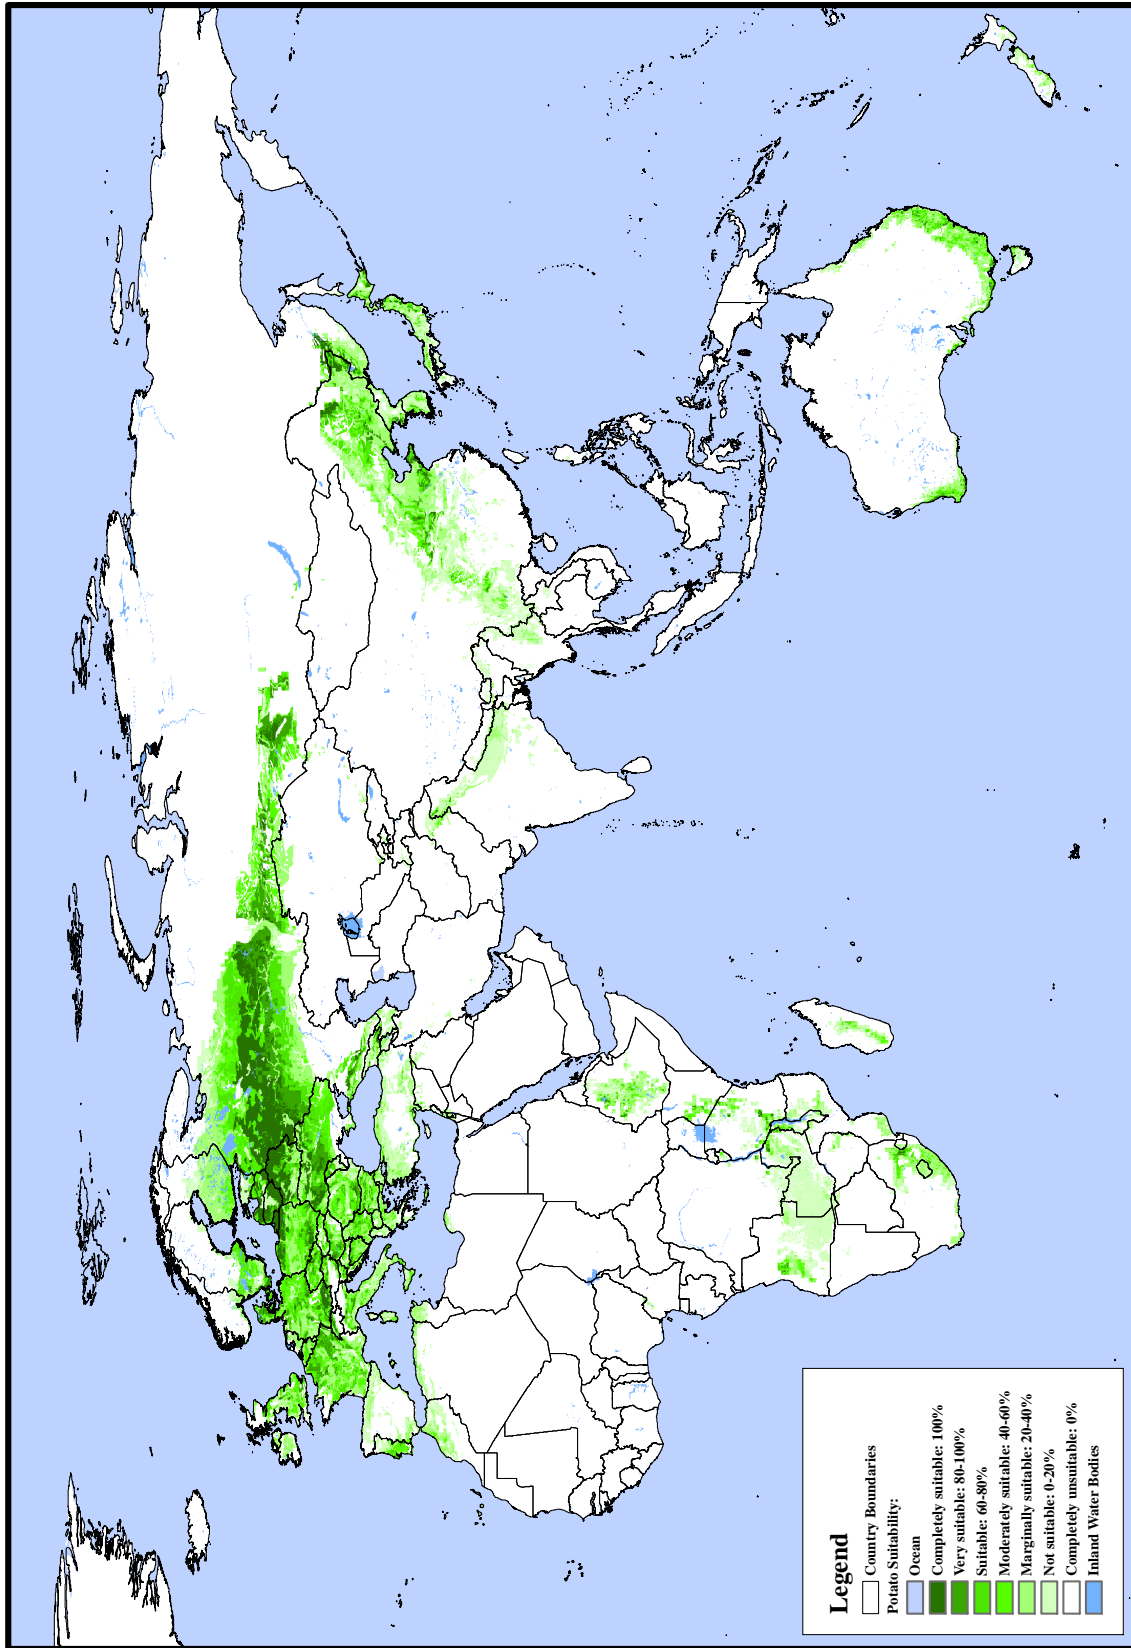 Legend
Country Boundaries
Potato Suitability:
Ocean
Completely suitable: 100%
Very suitable: 80-100%
Suitable: 60-80%
Moderately suitable: 40-60%
Marginally suitable: 20-40%
Not suitable: 0-20%
Completely unsuitable: 0%
Inland Water Bodies